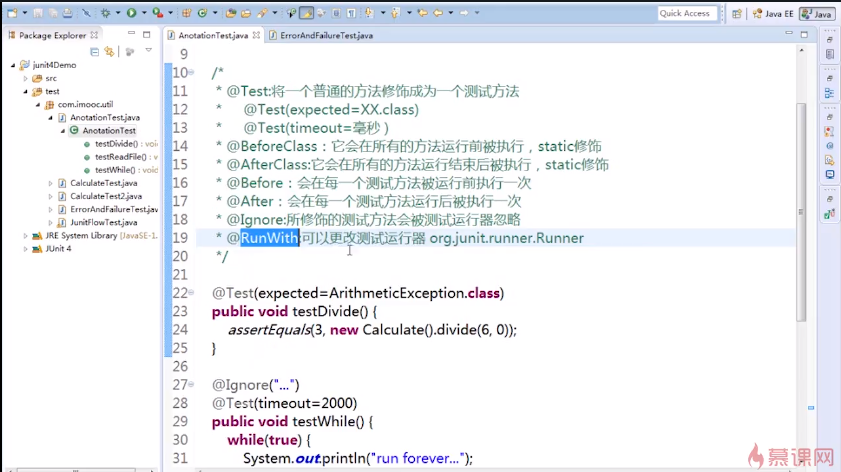 Quick Access
Java EE
Java
Package Explorer
AnotationTest.java
ErrorAndFailureTest.java
junit4Demo
src
test
com.imooc.util
AnotationTest.java
AnotationTest
testDivide() : void
testReadFile() : void
testWhile() : void
CalculateTest.java
CalculateTest2.java
ErrorAndFailureTest.java
JunitFlowTest.java
JRE System Library [JavaSE-1.
JUnit 4
9
10 /*
11 * @Test:将一个普通的方法修饰成为一个测试方法
12 * @Test(expected=XX.class)
13 * @Test(timeout=毫秒 )
14 * @BeforeClass：它会在所有的方法运行前被执行，static修饰
15 * @AfterClass:它会在所有的方法运行结束后被执行，static修饰
16 * @Before：会在每一个测试方法被运行前执行一次
17 * @After：会在每一个测试方法运行后被执行一次
18 * @Ignore:所修饰的测试方法会被测试运行器忽略
19 * @RunWith:可以更改测试运行器 org.junit.runner.Runner
20 */
21
22 @Test(expected=ArithmeticException.class)
23 public void testDivide() {
24 assertEquals(3, new Calculate().divide(6, 0));
25 }
26
27 @Ignore("...")
28 @Test(timeout=2000)
29 public void testWhile() {
30 while(true) {
31 System.out.println("run forever...");
慕课网